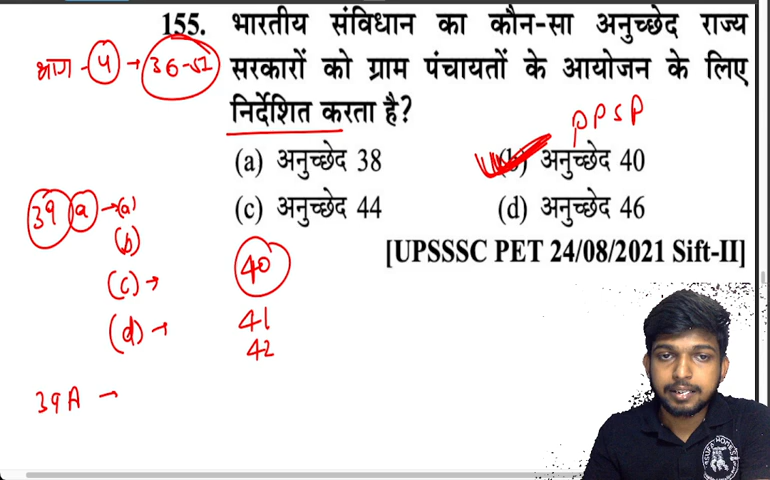 155. भारतीय संविधान का कौन-सा अनुच्छेद राज्य
भाग - 4 → 36-51
सरकारों को ग्राम पंचायतों के आयोजन के लिए
निर्देशित करता है?
DPSP
(a) अनुच्छेद 38
(b) अनुच्छेद 40
(c) अनुच्छेद 44
(d) अनुच्छेद 46
[UPSSSC PET 24/08/2021 Sift-II]
39 a → (a)
(b)
(c) →
(d) →
40
41
42
39A →